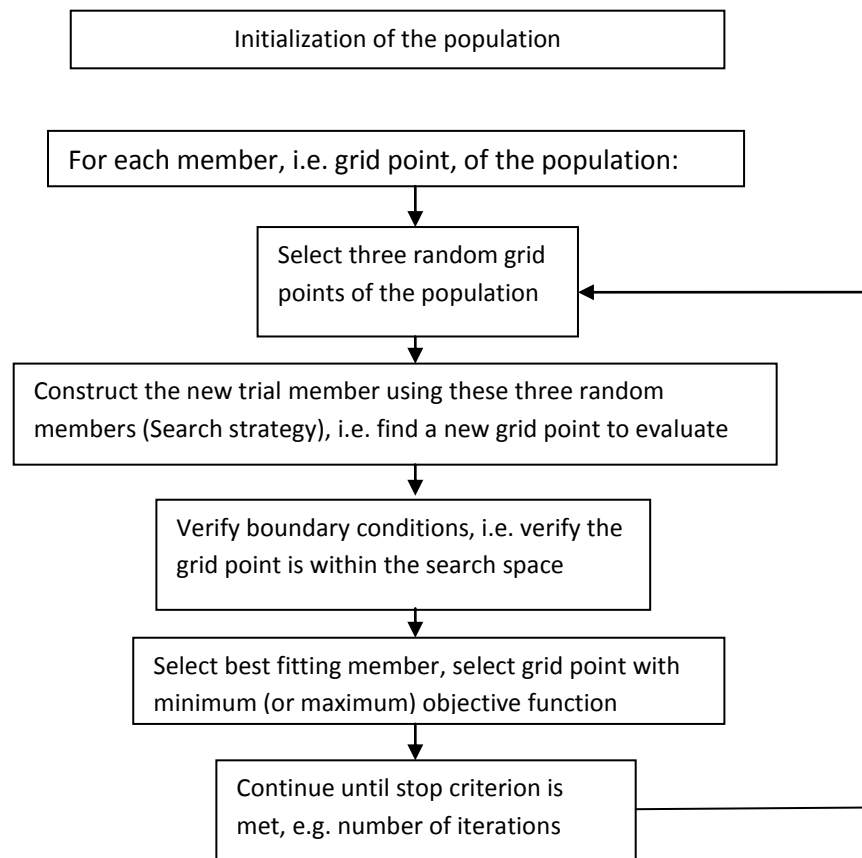 Initialization of the population
For each member, i.e. grid point, of the population:
Select three random grid
points of the population
Construct the new trial member using these three random
members (Search strategy), i.e. find a new grid point to evaluate
Verify boundary conditions, i.e. verify the
grid point is within the search space
Select best fitting member, select grid point with
minimum (or maximum) objective function
Continue until stop criterion is
met, e.g. number of iterations